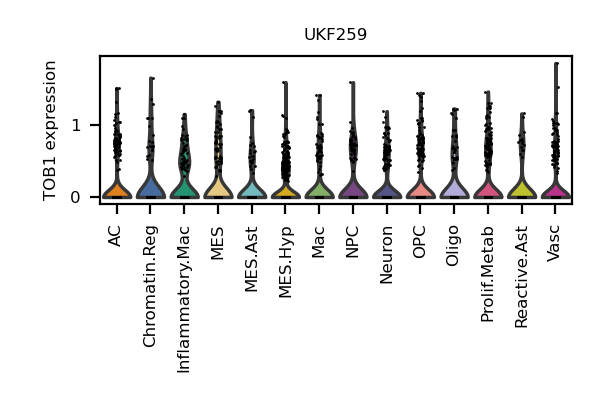 UKF259
TOB1 expression
1
0
AC
Chromatin.Reg
Inflammatory.Mac
MES
MES.Ast
MES.Hyp
Mac
NPC
Neuron
OPC
Oligo
Prolif.Metab
Reactive.Ast
Vasc